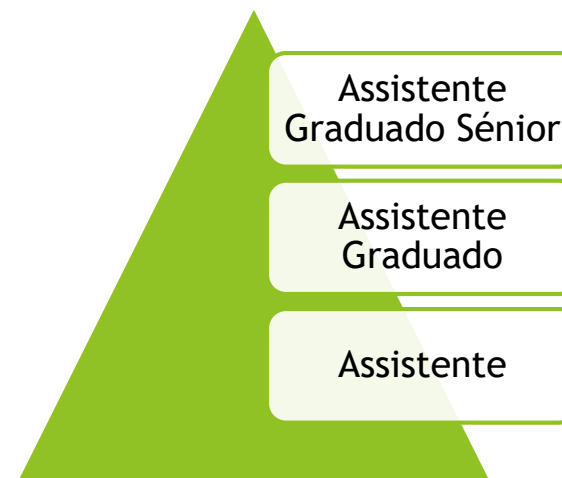 Assistente
Graduado Sénior
Assistente
Graduado
Assistente